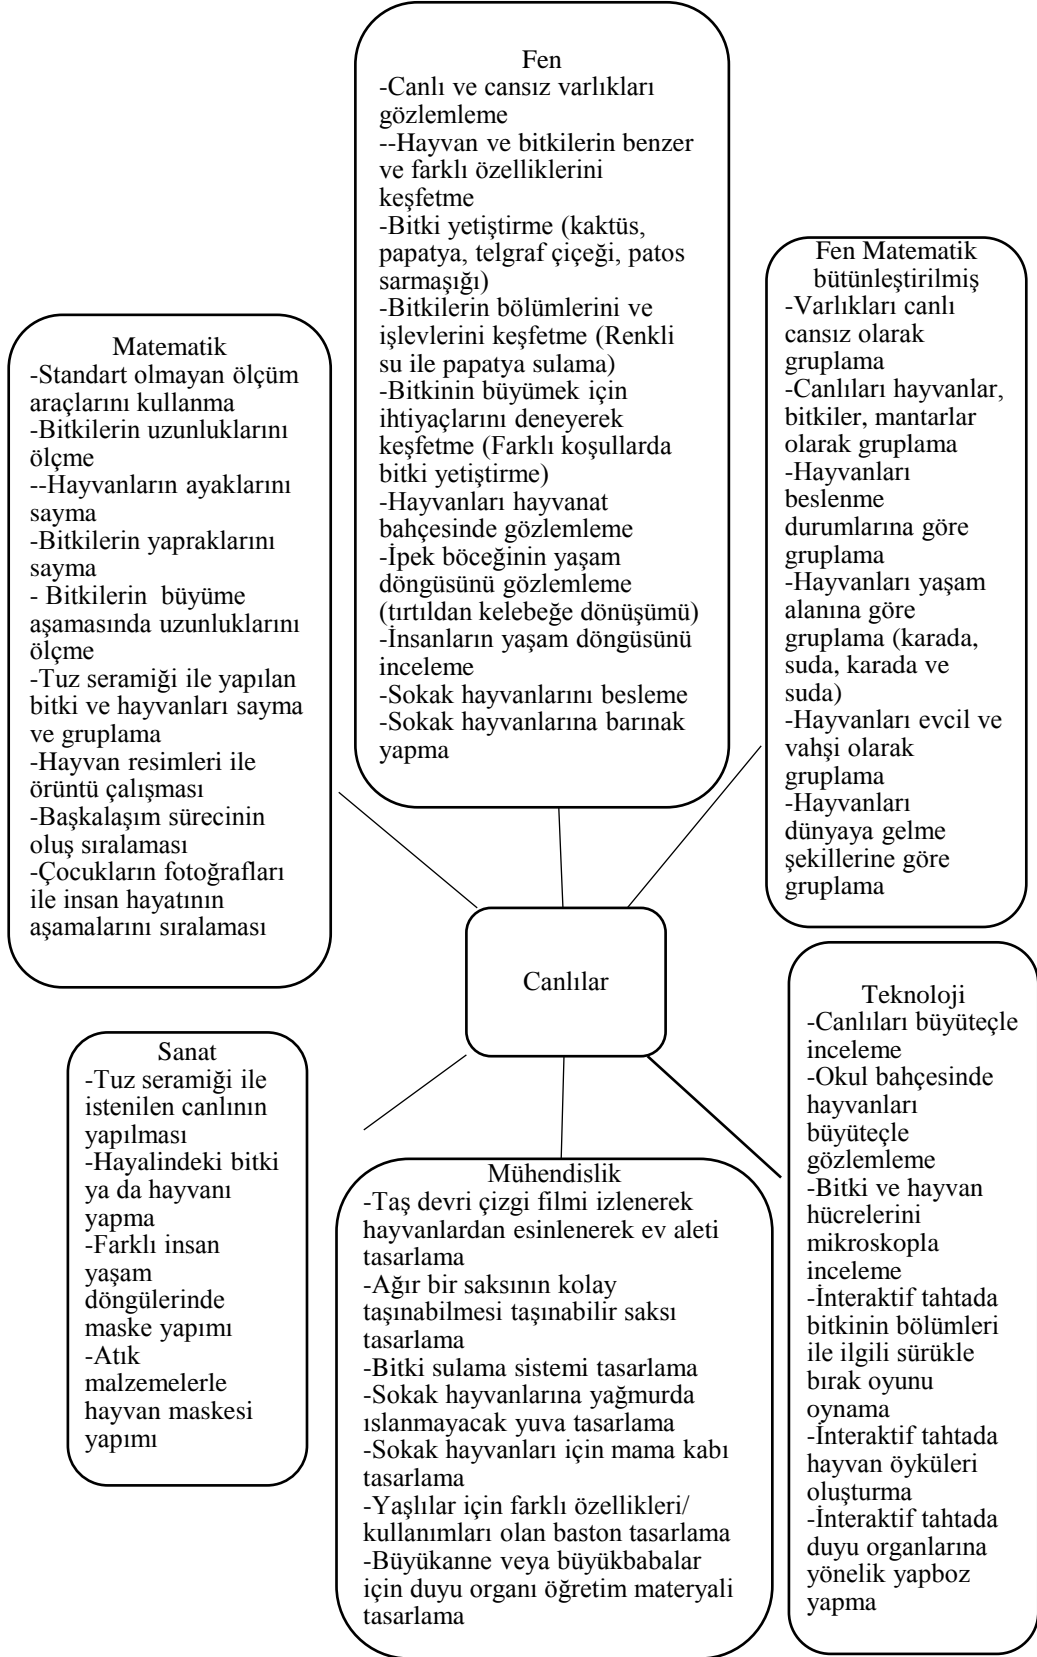 Fen
-Canlı ve cansız varlıkları
gözlemleme
--Hayvan ve bitkilerin benzer
ve farklı özelliklerini
keşfetme
-Bitki yetiştirme (kaktüs,
papatya, telgraf çiçeği, patos
sarmaşığı)
-Bitkilerin bölümlerini ve
işlevlerini keşfetme (Renkli
su ile papatya sulama)
-Bitkinin büyümek için
ihtiyaçlarını deneyerek
keşfetme (Farklı koşullarda
bitki yetiştirme)
-Hayvanları hayvanat
bahçesinde gözlemleme
-İpek böceğinin yaşam
döngüsünü gözlemleme
(tırtıldan kelebeğe dönüşümü)
-İnsanların yaşam döngüsünü
inceleme
-Sokak hayvanlarını besleme
-Sokak hayvanlarına barınak
yapma
Fen Matematik
bütünleştirilmiş
-Varlıkları canlı
cansız olarak
gruplama
-Canlıları hayvanlar,
bitkiler, mantarlar
olarak gruplama
-Hayvanları
beslenme
durumlarına göre
gruplama
-Hayvanları yaşam
alanına göre
gruplama (karada,
suda, karada ve
suda)
-Hayvanları evcil ve
vahşi olarak
gruplama
-Hayvanları
dünyaya gelme
şekillerine göre
gruplama
Matematik
-Standart olmayan ölçüm
araçlarını kullanma
-Bitkilerin uzunluklarını
ölçme
--Hayvanların ayaklarını
sayma
-Bitkilerin yapraklarını
sayma
- Bitkilerin büyüme
aşamasında uzunluklarını
ölçme
-Tuz seramiği ile yapılan
bitki ve hayvanları sayma
ve gruplama
-Hayvan resimleri ile
örüntü çalışması
-Başkalaşım sürecinin
oluş sıralaması
-Çocukların fotoğrafları
ile insan hayatının
aşamalarını sıralaması
Canlılar
Teknoloji
-Canlıları büyüteçle
inceleme
-Okul bahçesinde
hayvanları
büyüteçle
gözlemleme
-Bitki ve hayvan
hücrelerini
mikroskopla
inceleme
-İnteraktif tahtada
bitkinin bölümleri
ile ilgili sürükle
bırak oyunu
oynama
-İnteraktif tahtada
hayvan öyküleri
oluşturma
-İnteraktif tahtada
duyu organlarına
yönelik yapboz
yapma
Sanat
-Tuz seramiği ile
istenilen canlının
yapılması
-Hayalindeki bitki
ya da hayvanı
yapma
-Farklı insan
yaşam
döngülerinde
maske yapımı
-Atık
malzemelerle
hayvan maskesi
yapımı
Mühendislik
-Taş devri çizgi filmi izlenerek
hayvanlardan esinlenerek ev aleti
tasarlama
-Ağır bir saksının kolay
taşınabilmesi taşınabilir saksı
tasarlama
-Bitki sulama sistemi tasarlama
-Sokak hayvanlarına yağmurda
ıslanmayacak yuva tasarlama
-Sokak hayvanları için mama kabı
tasarlama
-Yaşlılar için farklı özellikleri/
kullanımları olan baston tasarlama
-Büyükanne veya büyükbabalar
için duyu organı öğretim materyali
tasarlama